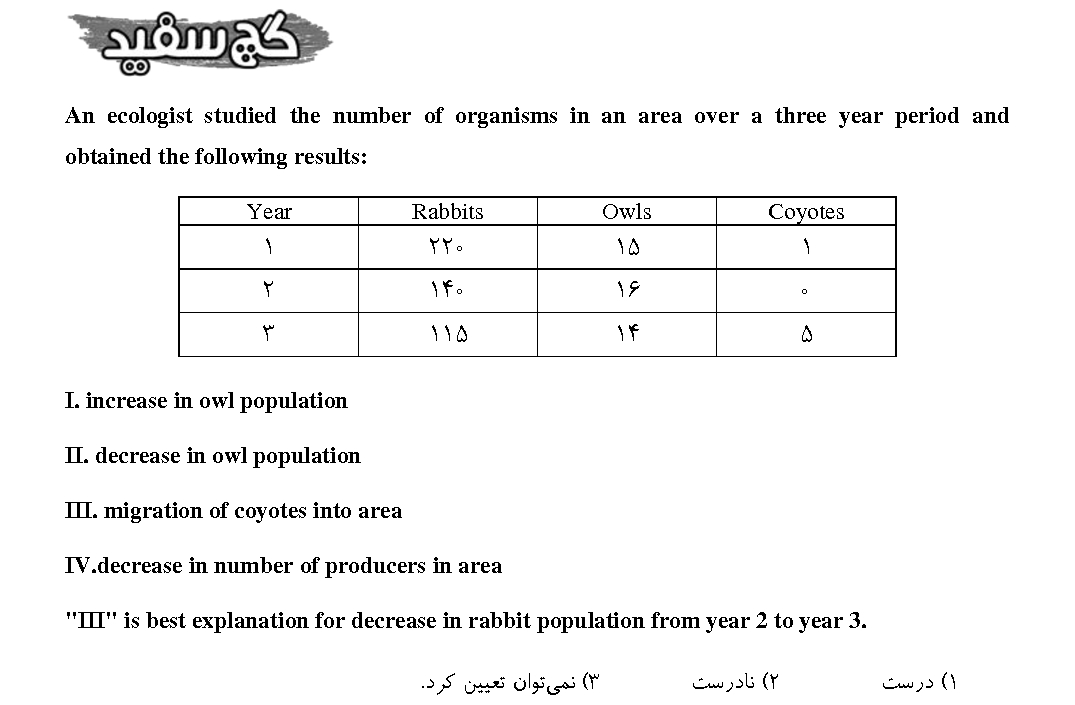 گچ سفید
An ecologist studied the number of organisms in an area over a three year period and
obtained the following results:
Year Rabbits Owls Coyotes
۱ ۲۲۰ ۱۵ ۱
۲ ۱۴۰ ۱۶ ۰
۳ ۱۱۵ ۱۴ ۵
I. increase in owl population
II. decrease in owl population
III. migration of coyotes into area
IV.decrease in number of producers in area
"III" is best explanation for decrease in rabbit population from year 2 to year 3.
۱) درست ۲) نادرست ۳) نمی‌توان تعیین کرد.